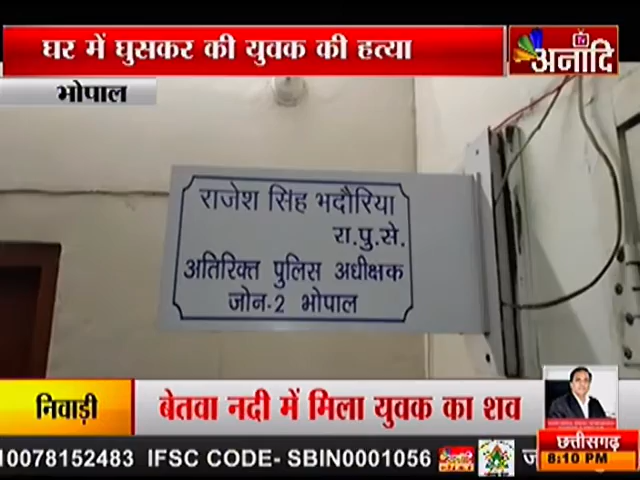 घर में घुसकर की युवक की हत्या
TV
अनादि
भोपाल
राजेश सिंह भदौरिया
रा.पु.से.
अतिरिक्त पुलिस अधीक्षक
जोन-2 भोपाल
निवाड़ी
बेतवा नदी में मिला युवक का शव
छत्तीसगढ़
10078152483 IFSC CODE- SBIN0001056
8:10 PM